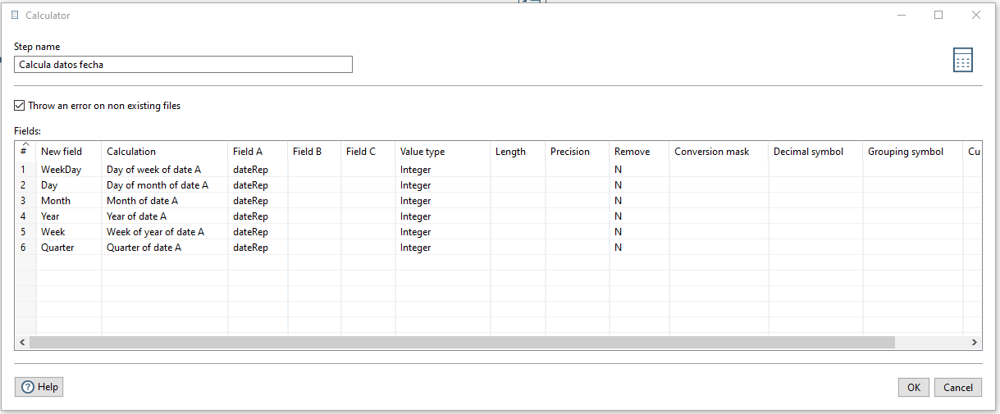 Calculator
Step name
Calcula datos fecha
Throw an error on non existing files
Fields:
# New field Calculation Field A Field B Field C Value type Length Precision Remove Conversion mask Decimal symbol Grouping symbol Cu
1 WeekDay Day of week of date A dateRep Integer N
2 Day Day of month of date A dateRep Integer N
3 Month Month of date A dateRep Integer N
4 Year Year of date A dateRep Integer N
5 Week Week of year of date A dateRep Integer N
6 Quarter Quarter of date A dateRep Integer N
? Help OK Cancel